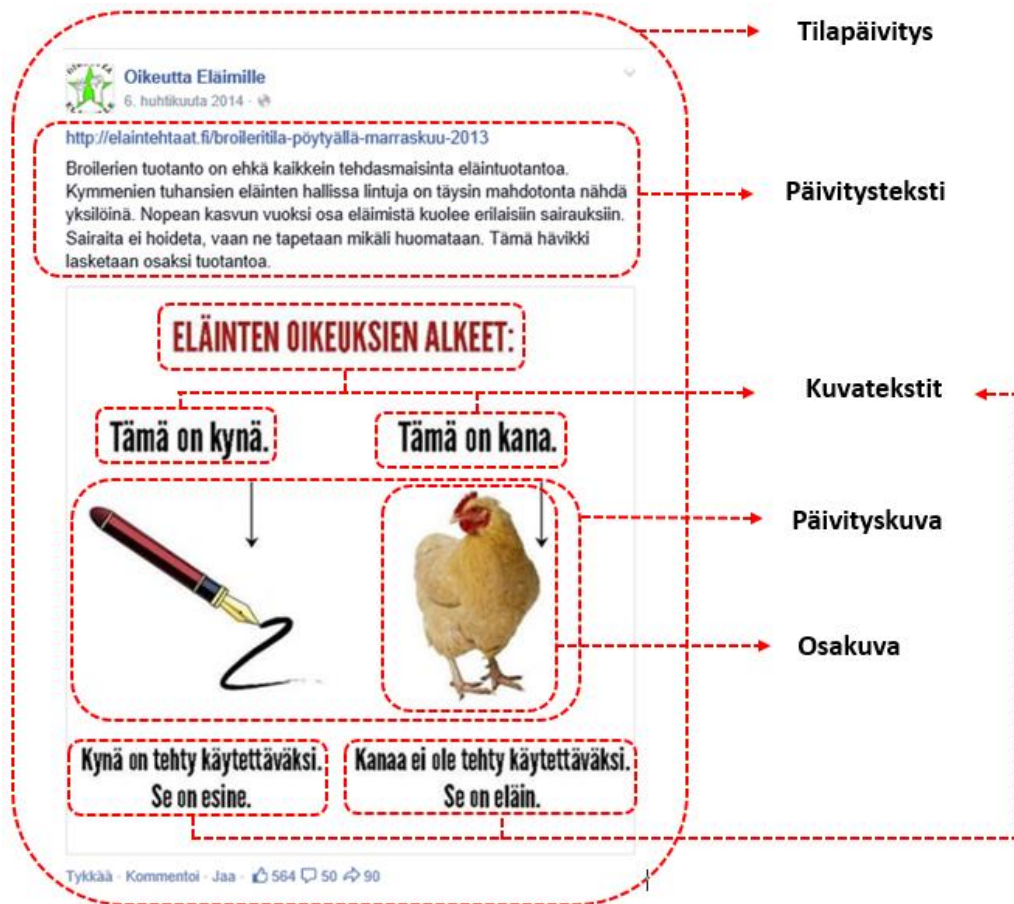 Tilapäivitys
Oikeutta Eläimille
6. huhtikuuta 2014 ·
http://elaintehtaat.fi/broileritila-pöytyällä-marraskuu-2013
Broilerien tuotanto on ehkä kaikkein tehdasmaisinta eläintuotantoa.
Kymmenien tuhansien eläinten hallissa lintuja on täysin mahdotonta nähdä
yksilöinä. Nopean kasvun vuoksi osa eläimistä kuolee erilaisiin sairauksiin.
Sairaita ei hoideta, vaan ne tapetaan mikäli huomataan. Tämä hävikki
lasketaan osaksi tuotantoa.
Päivitysteksti
ELÄINTEN OIKEUKSIEN ALKEET:
Kuvatekstit
Tämä on kynä.
Tämä on kana.
Päivityskuva
Osakuva
Kynä on tehty käytettäväksi.
Se on esine.
Kanaa ei ole tehty käytettäväksi.
Se on eläin.
Tykkää · Kommentoi · Jaa · 564 50 90